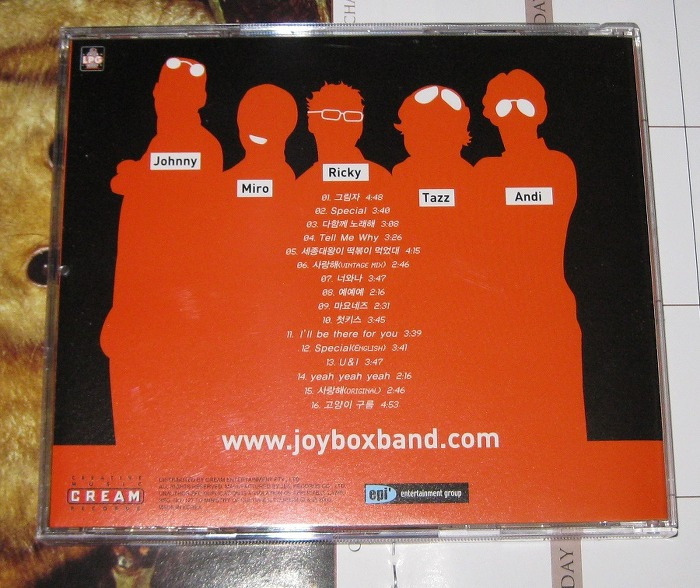 LPG
Johnny
Miro
Ricky
Tazz
Andi
01. 그림자 4:48
02. Special 3:40
03. 다함께 노래해 3:08
04. Tell Me Why 3:26
05. 세종대왕이 떡볶이 먹었대 4:15
06. 사랑해(VINTAGE MIX) 2:46
07. 너와나 3:47
08. 예예예 2:16
09. 마요네즈 2:31
10. 첫키스 3:45
11. I'll be there for you 3:39
12. Special(ENGLISH) 3:41
13. U&I 3:47
14. yeah yeah yeah 2:16
15. 사랑해(ORIGINAL) 2:46
16. 고양이 구름 4:53
www.joyboxband.com
CREATIVE
MUSIC
CREAM
RECORDS
epi
entertainment group
DAY
DAY
DAY